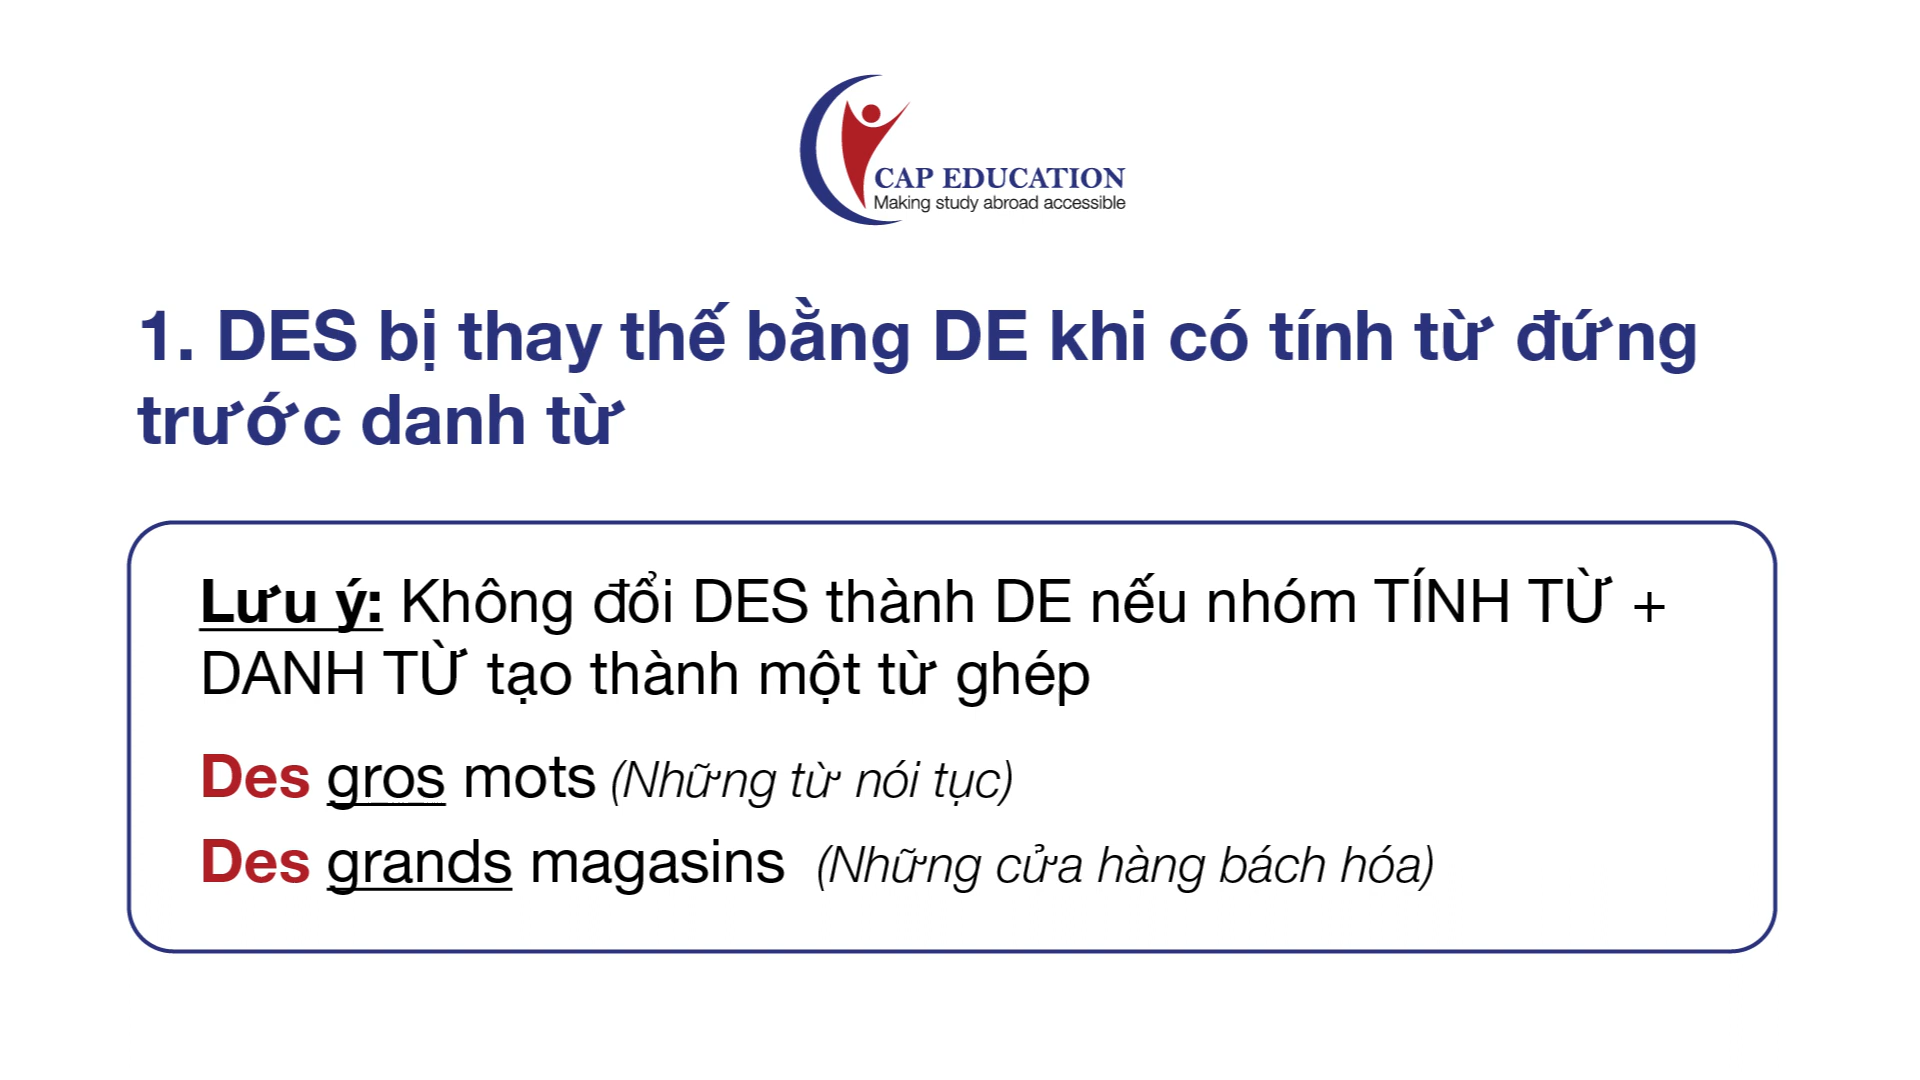 CAP EDUCATION
Making study abroad accessible
1. DES bị thay thế bằng DE khi có tính từ đứng
trước danh từ
Lưu ý: Không đổi DES thành DE nếu nhóm TÍNH TỪ +
DANH TỪ tạo thành một từ ghép
Des gros mots (Những từ nói tục)
Des grands magasins (Những cửa hàng bách hóa)